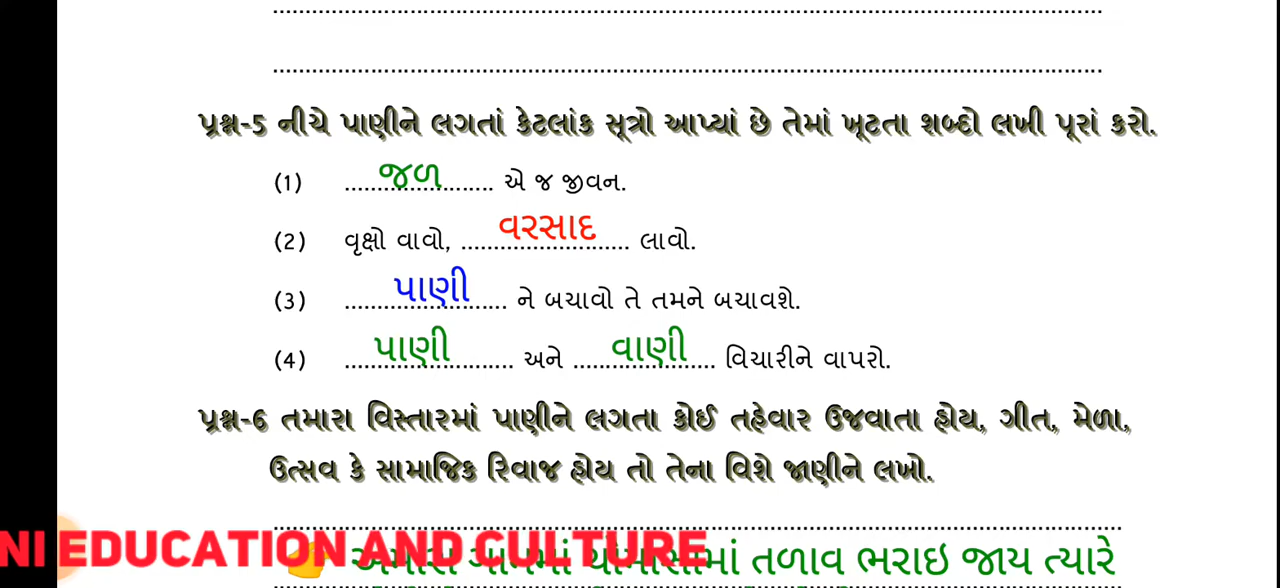 પ્રશ્ન-5 નીચે પાણીને લગતાં કેટલાંક સૂત્રો આપ્યાં છે તેમાં ખૂટતા શબ્દો લખી પૂરાં કરો.
(1) જળ એ જ જીવન.
(2) વૃક્ષો વાવો, વરસાદ લાવો.
(3) પાણી ને બચાવો તે તમને બચાવશે.
(4) પાણી અને વાણી વિચારીને વાપરો.
પ્રશ્ન-6 તમારા વિસ્તારમાં પાણીને લગતા કોઈ તહેવાર ઉજવાતા હોય, ગીત, મેળા,
ઉત્સવ કે સામાજિક રિવાજ હોય તો તેના વિશે જાણીને લખો.
NI EDUCATION AND CULTURE
તળાવ ભરાઇ જાય ત્યારે